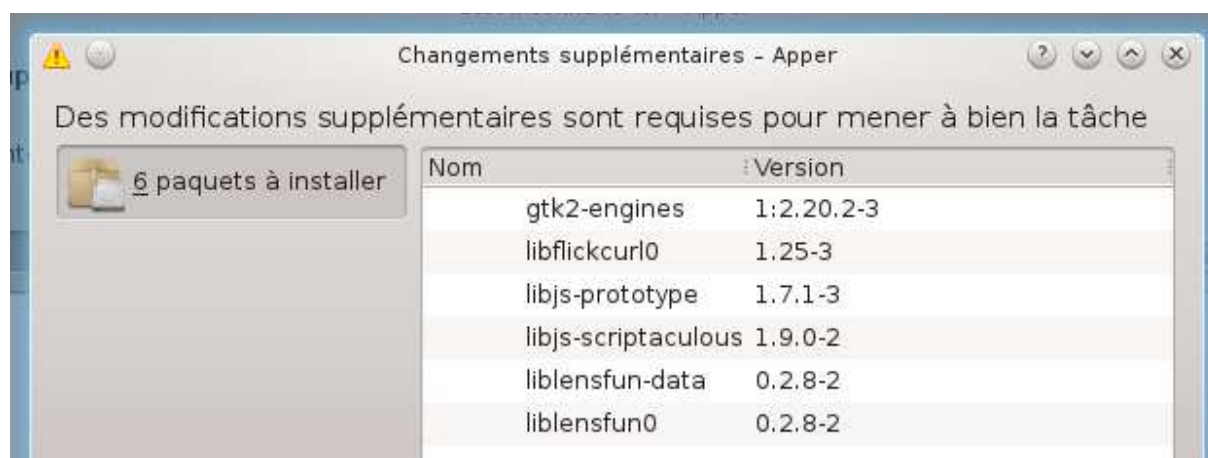 Changements supplémentaires – Apper
Des modifications supplémentaires sont requises pour mener à bien la tâche
6 paquets à installer
Nom Version
gtk2-engines 1:2.20.2-3
libflickcurl0 1.25-3
libjs-prototype 1.7.1-3
libjs-scriptaculous 1.9.0-2
liblensfun-data 0.2.8-2
liblensfun0 0.2.8-2